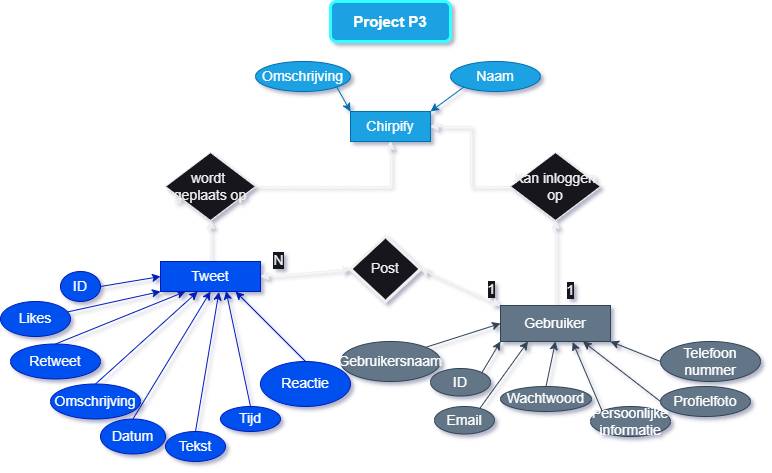 Project P3
Omschrijving
Naam
Chirpify
wordt
geplaats op
kan inloggen
op
Post
N
1
1
Tweet
ID
Likes
Retweet
Omschrijving
Datum
Tekst
Tijd
Reactie
Gebruiker
Gebruikersnaam
ID
Email
Wachtwoord
Persoonlijke
informatie
Profielfoto
Telefoon
nummer